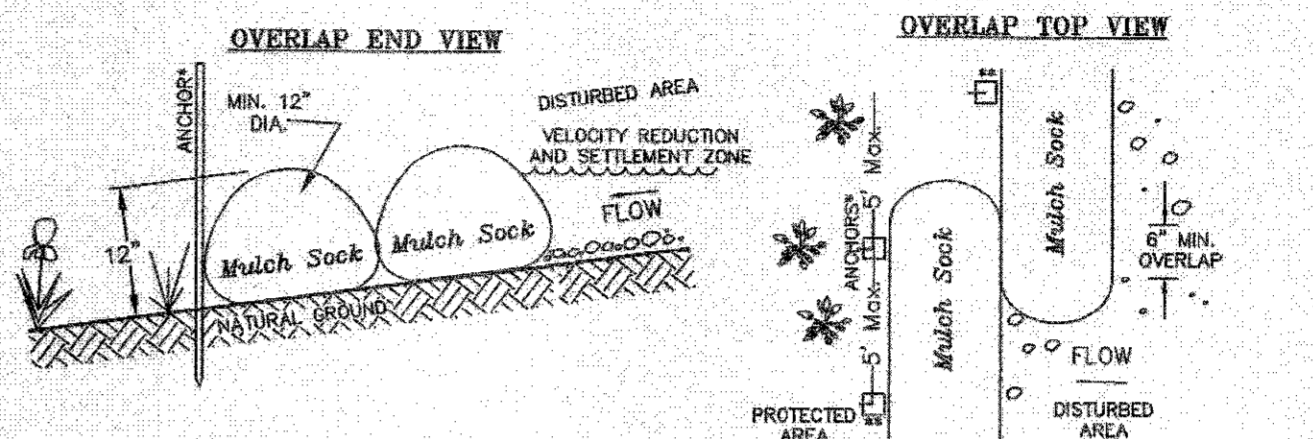 OVERLAP END VIEW
ANCHOR*
MIN. 12"
DIA.
DISTURBED AREA
VELOCITY REDUCTION
AND SETTLEMENT ZONE
FLOW
12"
Mulch Sock
Mulch Sock
NATURAL GROUND
OVERLAP TOP VIEW
**
5' Max.
ANCHORS*
5' Max.
Mulch Sock
Mulch Sock
6" MIN.
OVERLAP
FLOW
DISTURBED
AREA
PROTECTED
AREA
**